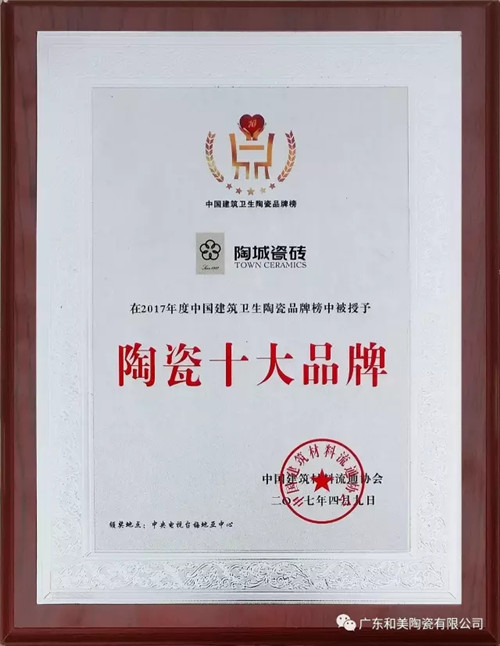 中国建筑卫生陶瓷品牌榜
陶城瓷砖
TOWN CERAMICS
在2017年度中国建筑卫生陶瓷品牌榜中被授予
陶瓷十大品牌
中国建筑材料流通协会
二〇一七年四月九日
颁奖地点：中央电视台梅地亚中心
广东和美陶瓷有限公司